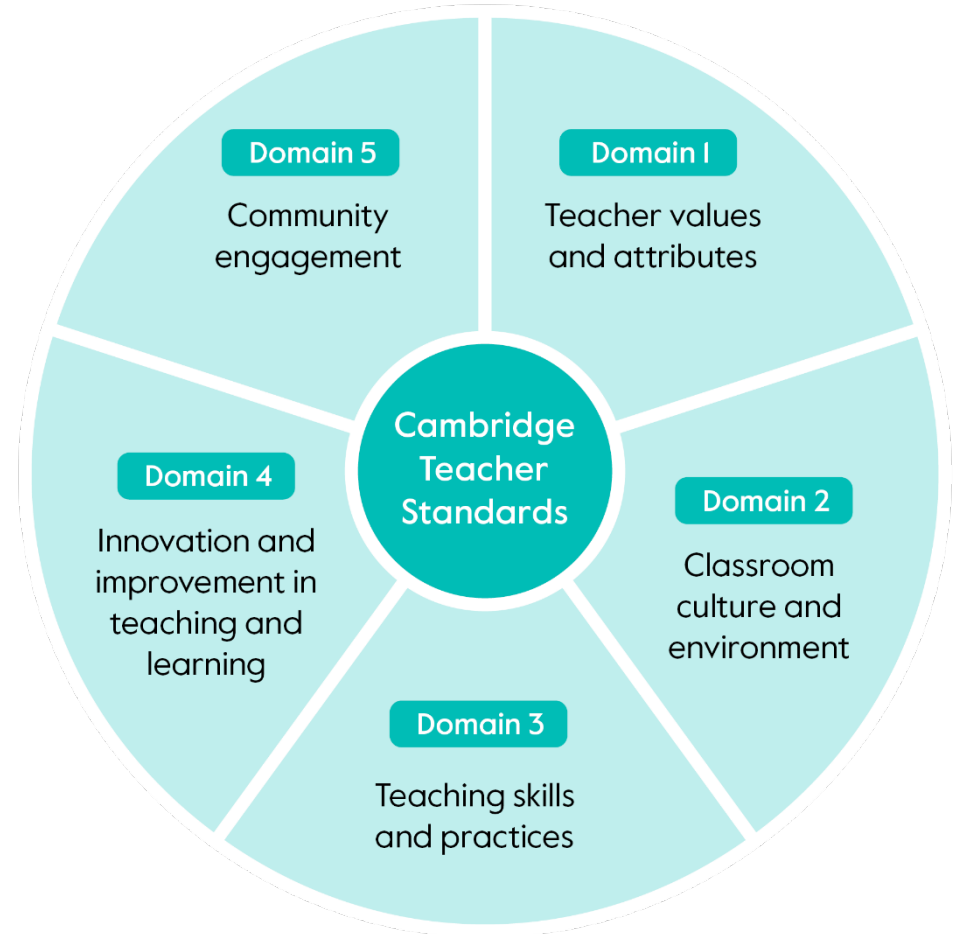 Cambridge
Teacher
Standards
Domain 1
Teacher values
and attributes
Domain 2
Classroom
culture and
environment
Domain 3
Teaching skills
and practices
Domain 4
Innovation and
improvement in
teaching and
learning
Domain 5
Community
engagement